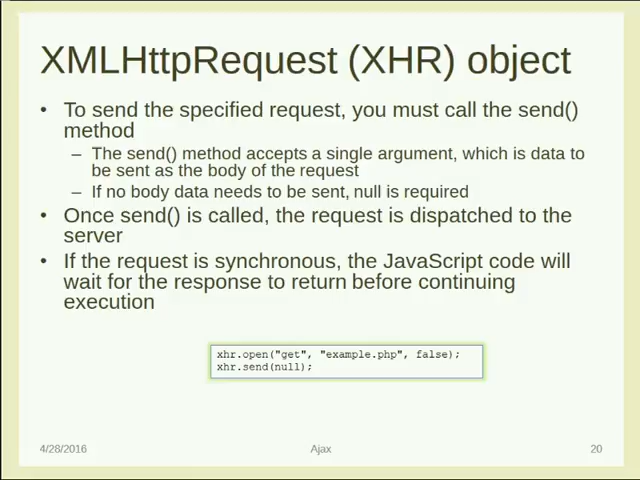 XMLHttpRequest (XHR) object
• To send the specified request, you must call the send()
method
– The send() method accepts a single argument, which is data to
be sent as the body of the request
– If no body data needs to be sent, null is required
• Once send() is called, the request is dispatched to the
server
• If the request is synchronous, the JavaScript code will
wait for the response to return before continuing
execution
xhr.open("get", "example.php", false);
xhr.send(null);
4/28/2016 Ajax 20